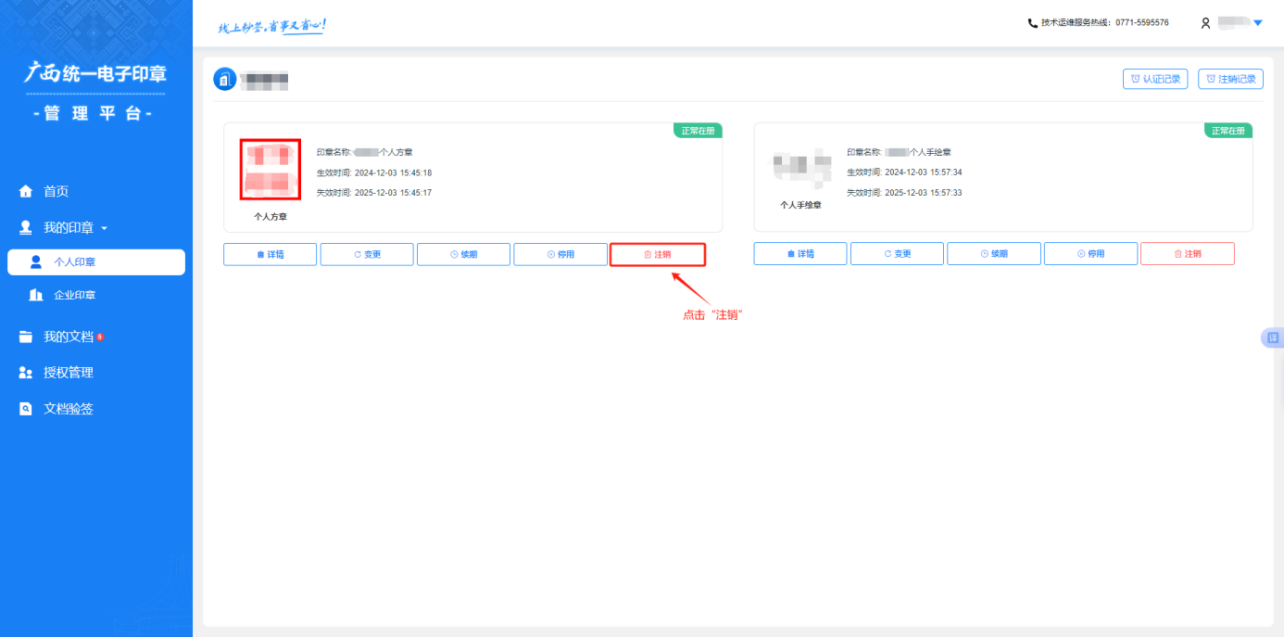 广西统一电子印章
-管理平台-
首页
我的印章
个人印章
企业印章
我的文档
授权管理
文档验签
线上秒签,省事又省心!
技术运维服务热线: 0771-5595576
认证记录
注销记录
正常在册
印章名称: 个人方章
生效时间: 2024-12-03 15:45:18
失效时间: 2025-12-03 15:45:17
个人方章
详情
变更
续期
停用
注销
点击“注销”
正常在册
印章名称: 个人手绘章
生效时间: 2024-12-03 15:57:34
失效时间: 2025-12-03 15:57:33
个人手绘章
详情
变更
续期
停用
注销